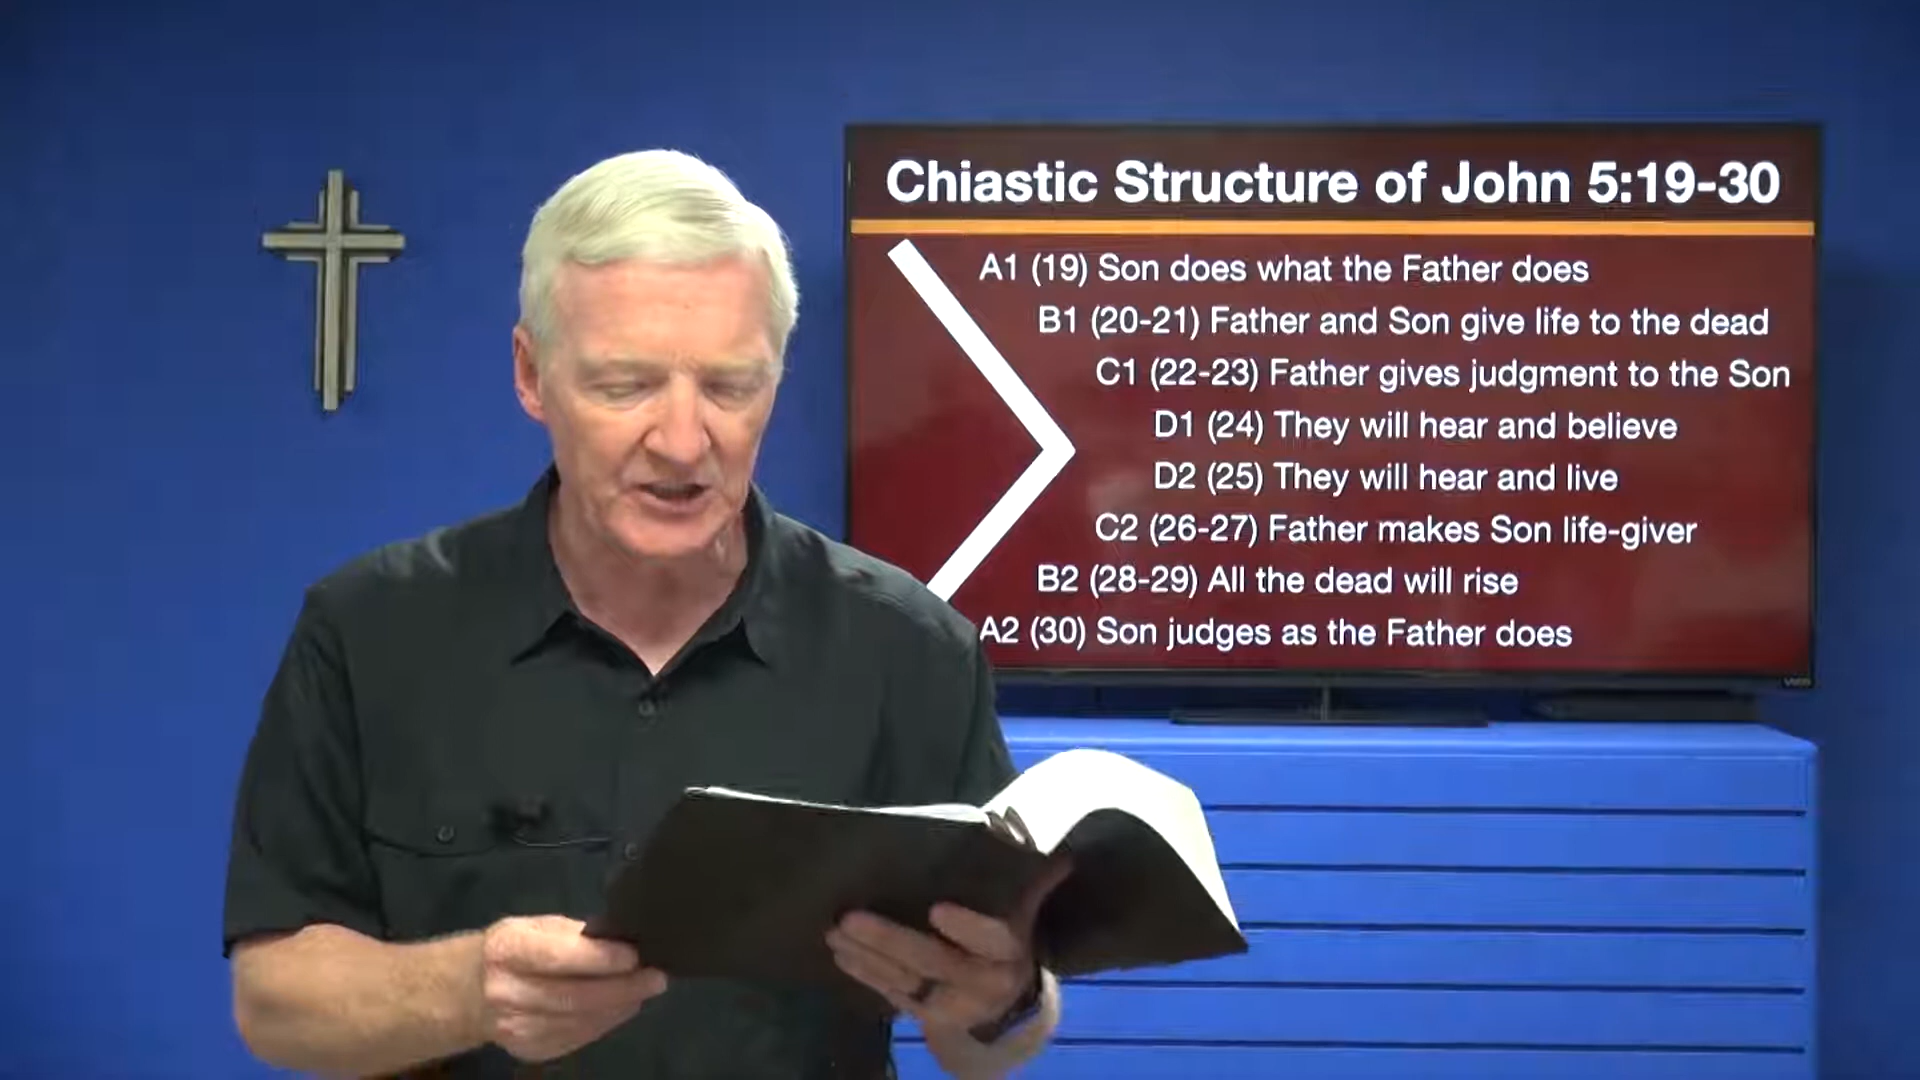 Chiastic Structure of John 5:19-30
A1 (19) Son does what the Father does
B1 (20-21) Father and Son give life to the dead
C1 (22-23) Father gives judgment to the Son
D1 (24) They will hear and believe
D2 (25) They will hear and live
C2 (26-27) Father makes Son life-giver
B2 (28-29) All the dead will rise
A2 (30) Son judges as the Father does